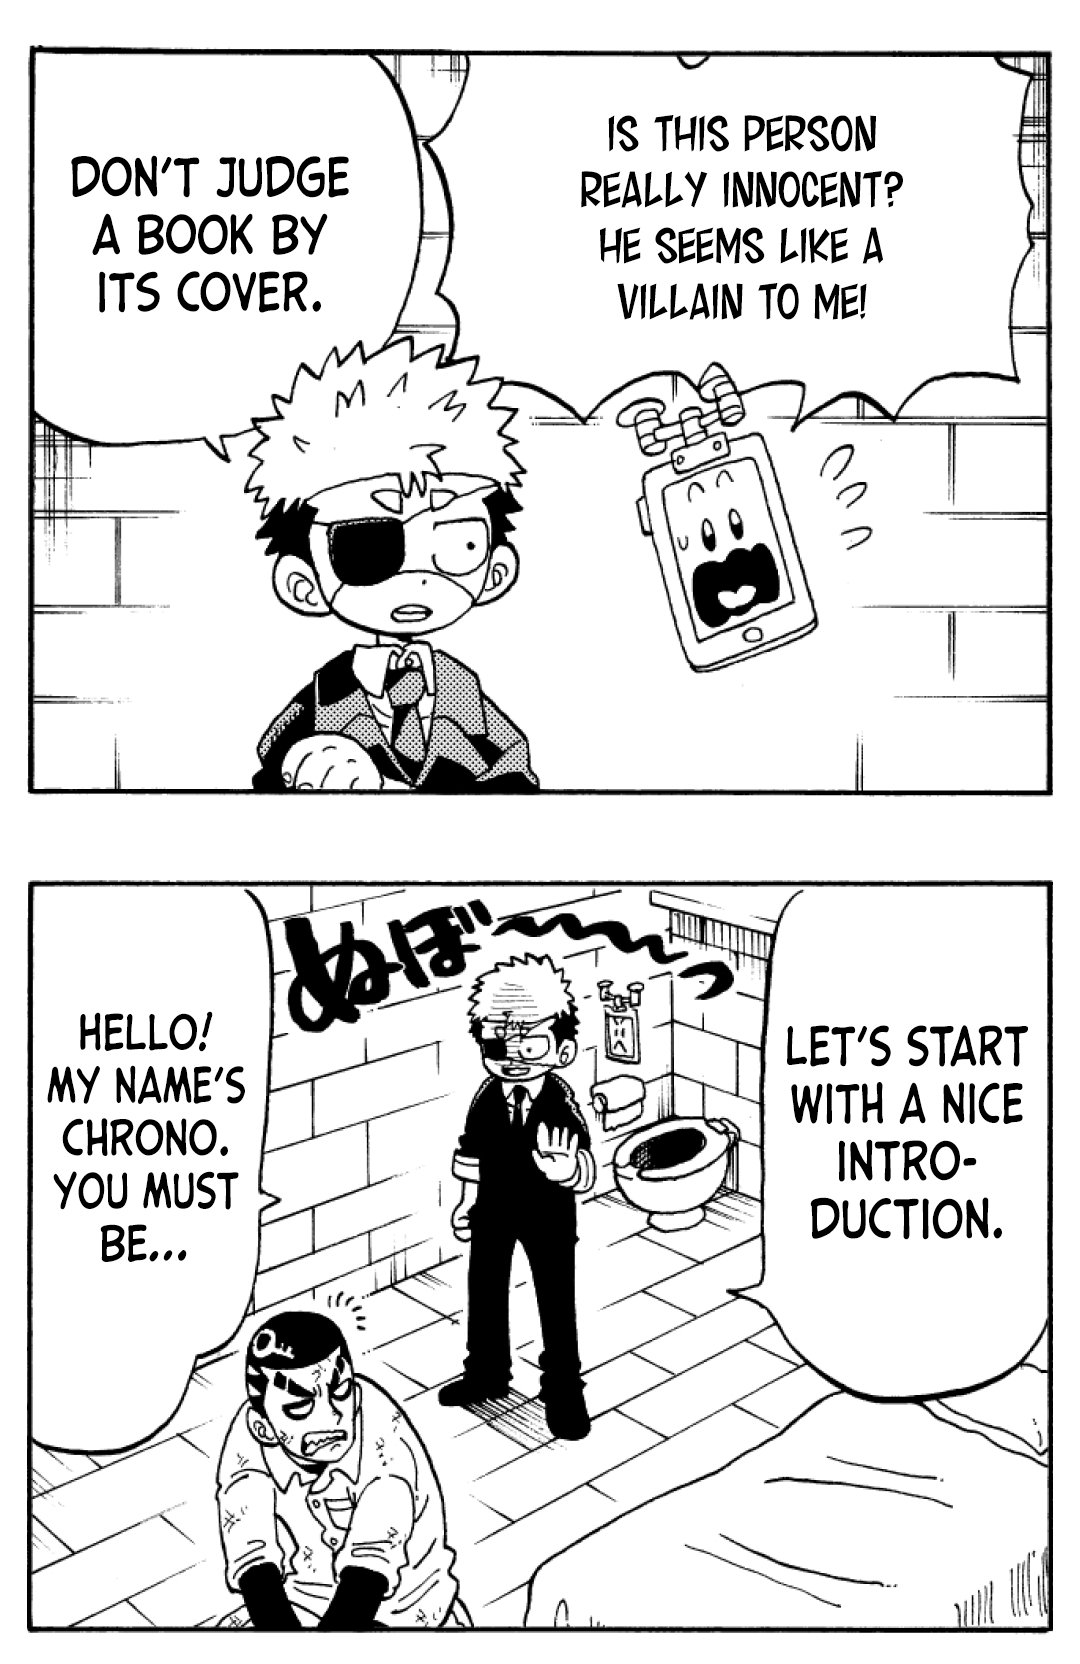 IS THIS PERSON
REALLY INNOCENT?
HE SEEMS LIKE A
VILLAIN TO ME!
DON'T JUDGE
A BOOK BY
ITS COVER.
LET'S START
WITH A NICE
INTRO-
DUCTION.
ぬぼ〜〜っ
HELLO!
MY NAME'S
CHRONO.
YOU MUST
BE...